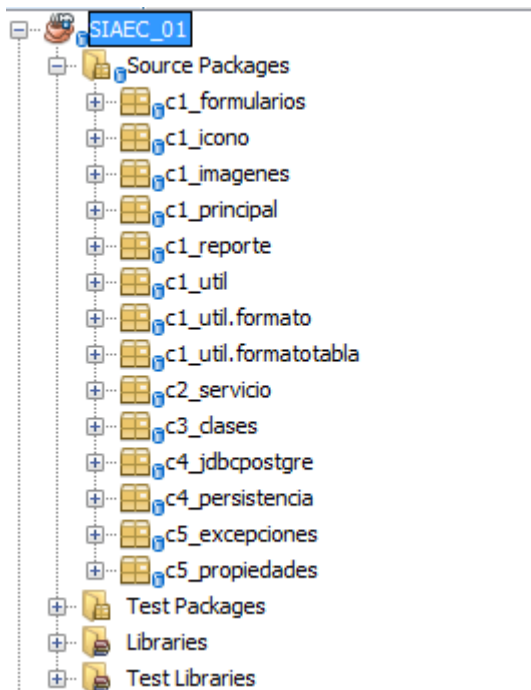 SIAEC_01
Source Packages
c1_formularios
c1_icono
c1_imagenes
c1_principal
c1_reporte
c1_util
c1_util.formato
c1_util.formatotabla
c2_servicio
c3_clases
c4_jdbcpostgre
c4_persistencia
c5_excepciones
c5_propiedades
Test Packages
Libraries
Test Libraries